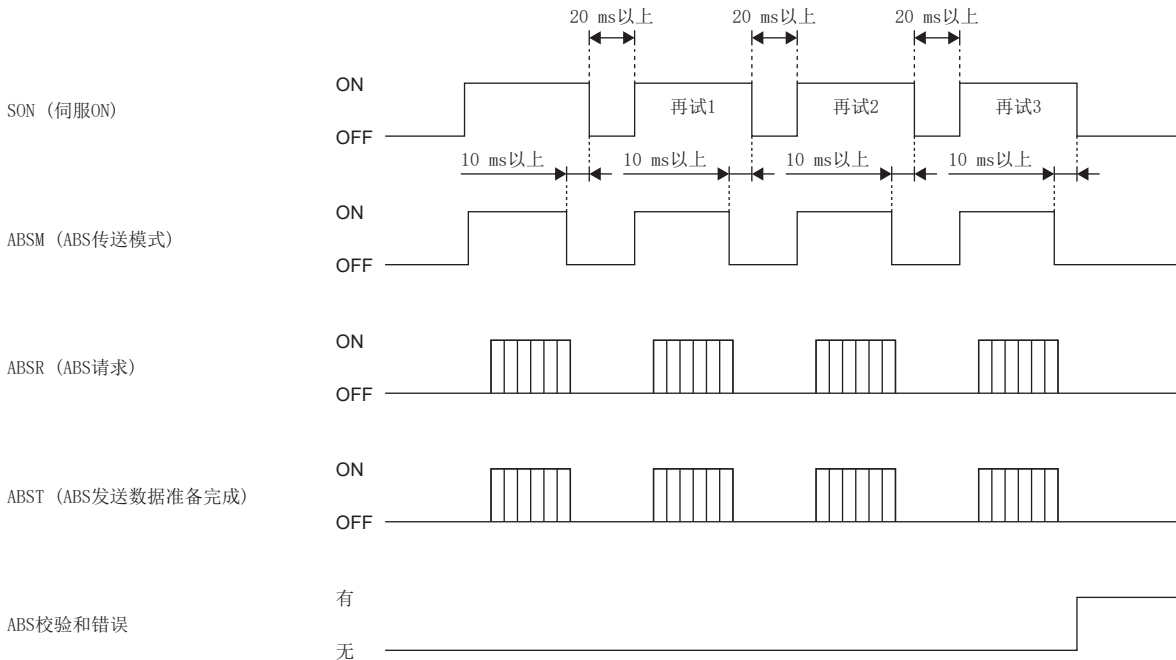 20 ms以上 20 ms以上 20 ms以上
SON (伺服ON)
ON
OFF
再试1 再试2 再试3
10 ms以上 10 ms以上 10 ms以上 10 ms以上
ABSM (ABS传送模式)
ON
OFF
ABSR (ABS请求)
ON
OFF
ABST (ABS发送数据准备完成)
ON
OFF
ABS校验和错误
有
无